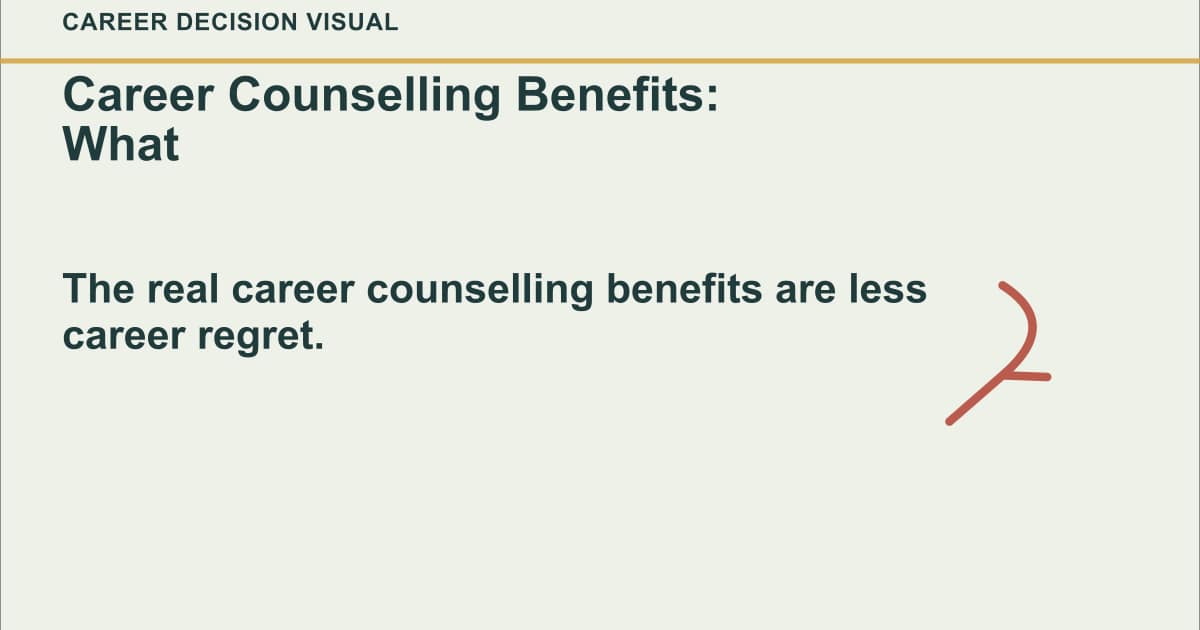 CAREER DECISION VISUAL
Career Counselling Benefits:
What
The real career counselling benefits are less
career regret.